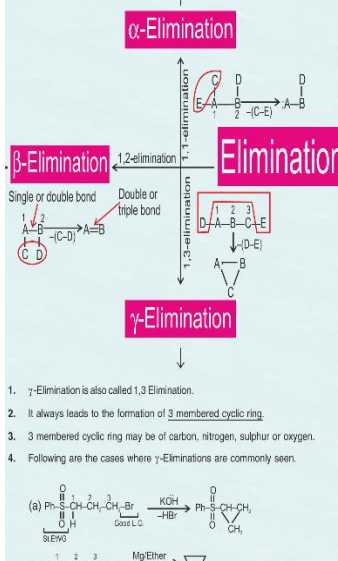 α-Elimination
C D D
E–A–B –(C–E) :A–B
1 2
1,1-elimination
β-Elimination
1,2-elimination
Elimination
Single or double bond
Double or triple bond
1 2
A–B –(C–D) A=B
C D
1,3-elimination
1 2 3
D–A–B–C–E
–(D–E)
A B
C
γ-Elimination
1. γ-Elimination is also called 1,3 Elimination.
2. It always leads to the formation of 3 membered cyclic ring.
3. 3 membered cyclic ring may be of carbon, nitrogen, sulphur or oxygen.
4. Following are the cases where γ-Eliminations are commonly seen.
O O
1 2 3
(a) Ph–S–CH–CH₂–CH₂–Br KOH –HBr Ph–S–CH–CH₂
O H Good L.G. O CH₂
St.EWG
1 2 3 Mg/Ether